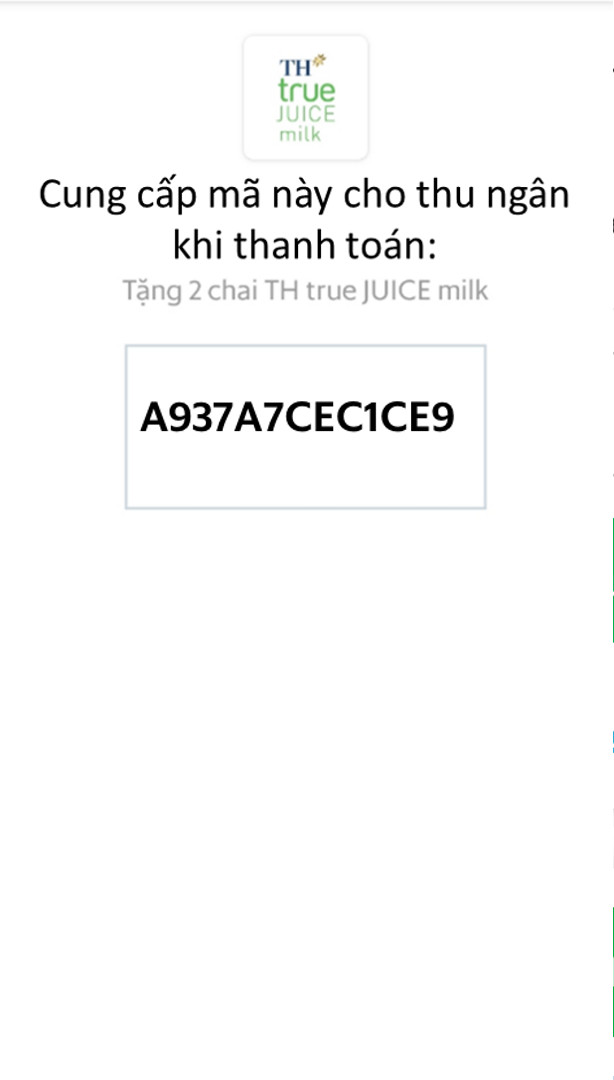 TH
true
JUICE
milk
Cung cấp mã này cho thu ngân
khi thanh toán:
Tặng 2 chai TH true JUICE milk
A937A7CEC1CE9